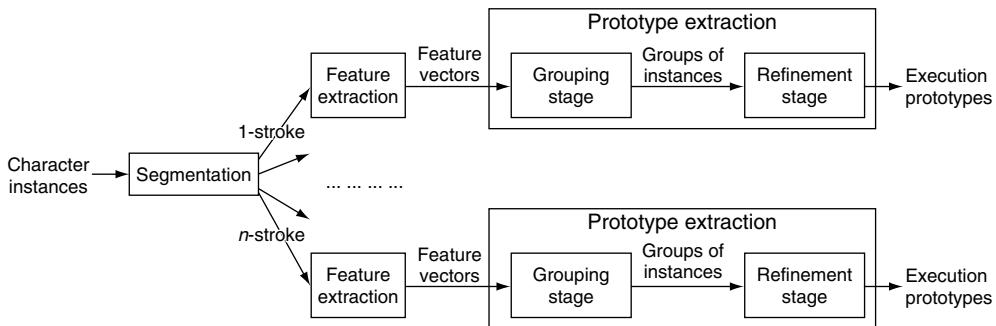 Prototype extraction
Feature
extraction
Feature
vectors
Grouping
stage
Groups of
instances
Refinement
stage
Execution
prototypes
1-stroke
Character
instances
Segmentation
... ... ... ...
n-stroke
Prototype extraction
Feature
extraction
Feature
vectors
Grouping
stage
Groups of
instances
Refinement
stage
Execution
prototypes